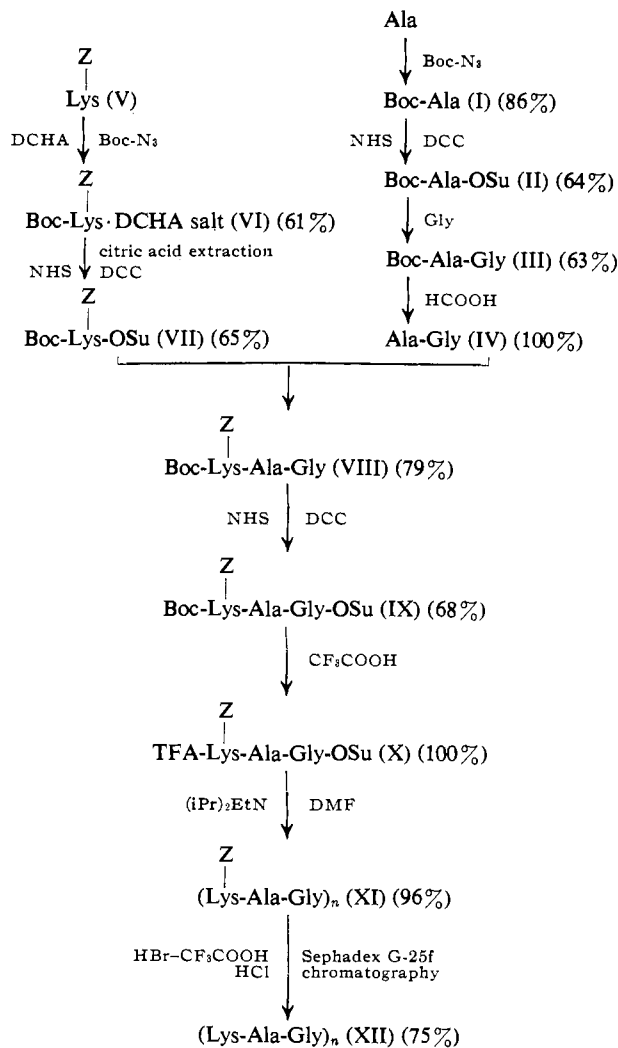 Z
Lys (V)
DCHA Boc-N₃
Z
Boc-Lys·DCHA salt (VI) (61%)
citric acid extraction
NHS DCC
Z
Boc-Lys-OSu (VII) (65%)
Ala
Boc-N₃
Boc-Ala (I) (86%)
NHS DCC
Boc-Ala-OSu (II) (64%)
Gly
Boc-Ala-Gly (III) (63%)
HCOOH
Ala-Gly (IV) (100%)
Z
Boc-Lys-Ala-Gly (VIII) (79%)
NHS DCC
Z
Boc-Lys-Ala-Gly-OSu (IX) (68%)
CF₃COOH
Z
TFA-Lys-Ala-Gly-OSu (X) (100%)
(iPr)₂EtN DMF
Z
(Lys-Ala-Gly)ₙ (XI) (96%)
HBr–CF₃COOH Sephadex G-25f
HCl chromatography
(Lys-Ala-Gly)ₙ (XII) (75%)